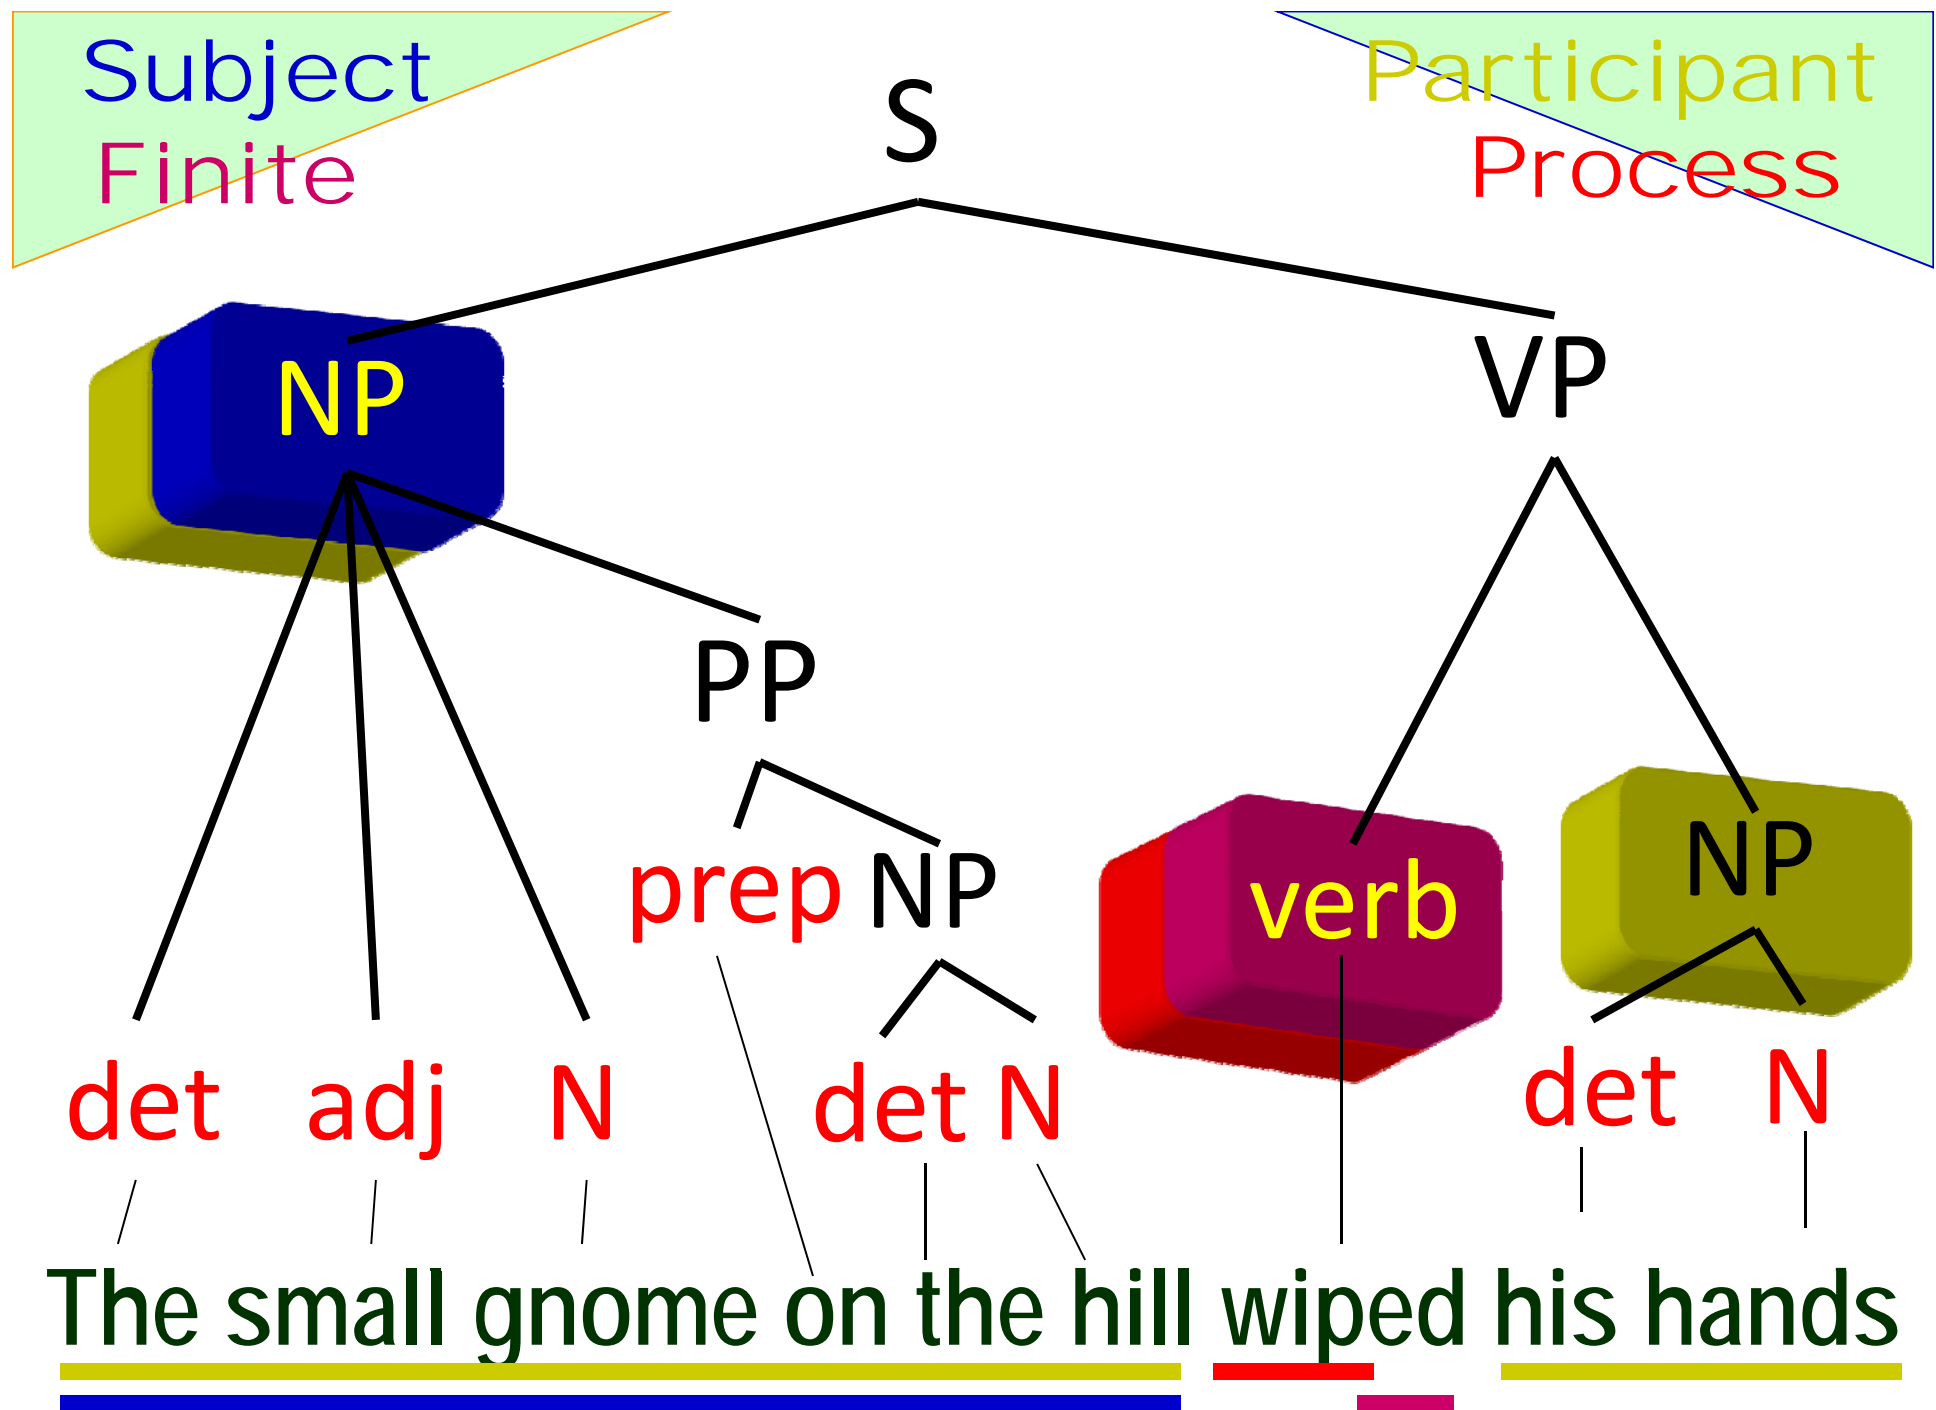 Subject
Finite
S
Participant
Process
NP
VP
PP
prep NP
verb
NP
det adj N
det N
det N
The small gnome on the hill wiped his hands